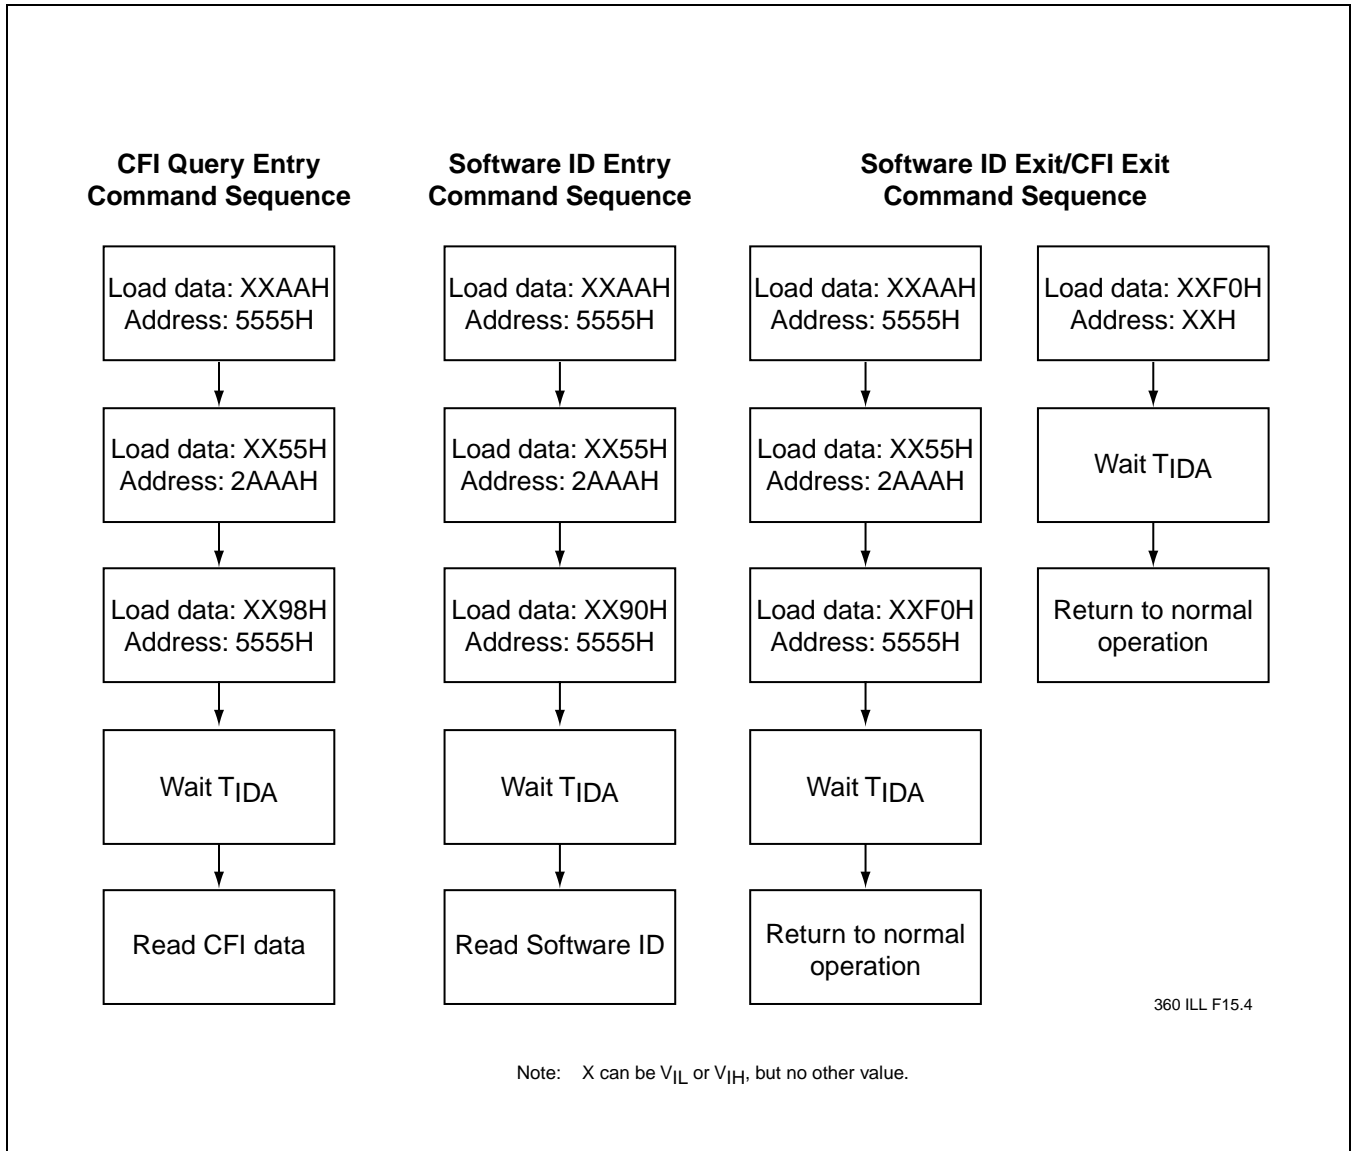 CFI Query Entry
Command Sequence
Load data: XXAAH
Address: 5555H
Load data: XX55H
Address: 2AAAH
Load data: XX98H
Address: 5555H
Wait TIDA
Read CFI data
Software ID Entry
Command Sequence
Load data: XXAAH
Address: 5555H
Load data: XX55H
Address: 2AAAH
Load data: XX90H
Address: 5555H
Wait TIDA
Read Software ID
Software ID Exit/CFI Exit
Command Sequence
Load data: XXAAH
Address: 5555H
Load data: XX55H
Address: 2AAAH
Load data: XXF0H
Address: 5555H
Wait TIDA
Return to normal
operation
Load data: XXF0H
Address: XXH
Wait TIDA
Return to normal
operation
360 ILL F15.4
Note: X can be VIL or VIH, but no other value.